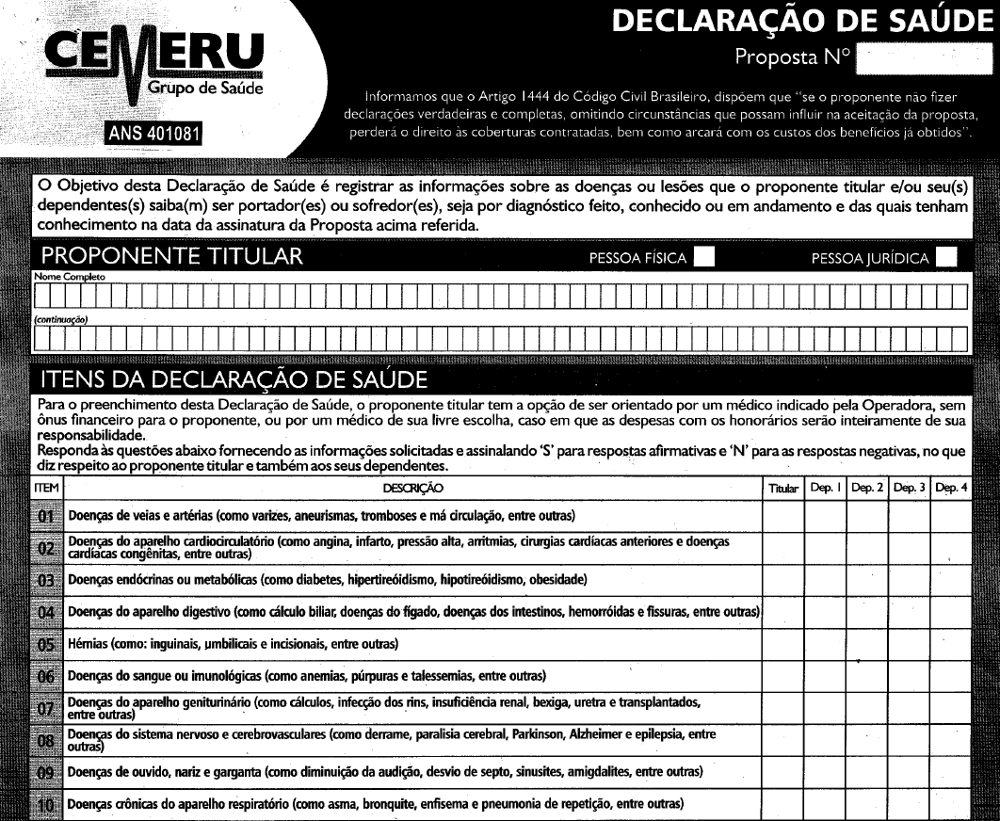 CEMERU
Grupo de Saúde
ANS 401081
DECLARAÇÃO DE SAÚDE
Proposta Nº
Informamos que o Artigo 1444 do Código Civil Brasileiro, dispõem que “se o proponente não fizer
declarações verdadeiras e completas, omitindo circunstâncias que possam influir na aceitação da proposta,
perderá o direito às coberturas contratadas, bem como arcará com os custos dos benefícios já obtidos”.
O Objetivo desta Declaração de Saúde é registrar as informações sobre as doenças ou lesões que o proponente titular e/ou seu(s)
dependentes(s) saiba(m) ser portador(es) ou sofredor(es), seja por diagnóstico feito, conhecido ou em andamento e das quais tenham
conhecimento na data da assinatura da Proposta acima referida.
PROPONENTE TITULAR PESSOA FÍSICA PESSOA JURÍDICA
Nome Completo
(continuação)
ITENS DA DECLARAÇÃO DE SAÚDE
Para o preenchimento desta Declaração de Saúde, o proponente titular tem a opção de ser orientado por um médico indicado pela Operadora, sem
ônus financeiro para o proponente, ou por um médico de sua livre escolha, caso em que as despesas com os honorários serão inteiramente de sua
responsabilidade.
Responda às questões abaixo fornecendo as informações solicitadas e assinalando ‘S’ para respostas afirmativas e ‘N’ para as respostas negativas, no que
diz respeito ao proponente titular e também aos seus dependentes.
ITEM DESCRIÇÃO Titular Dep. 1 Dep. 2 Dep. 3 Dep. 4
01 Doenças de veias e artérias (como varizes, aneurismas, tromboses e má circulação, entre outras)
02 Doenças do aparelho cardiocirculatório (como angina, infarto, pressão alta, arritmias, cirurgias cardíacas anteriores e doenças
cardíacas congênitas, entre outras)
03 Doenças endócrinas ou metabólicas (como diabetes, hipertireóidismo, hipotireóidismo, obesidade)
04 Doenças do aparelho digestivo (como cálculo biliar, doenças do fígado, doenças dos intestinos, hemorróidas e fissuras, entre outras)
05 Hérnias (como: inguinais, umbilicais e incisionais, entre outras)
06 Doenças do sangue ou imunológicas (como anemias, púrpuras e talessemias, entre outras)
07 Doenças do aparelho geniturinário (como cálculos, infecção dos rins, insuficiência renal, bexiga, uretra e transplantados,
entre outras)
08 Doenças do sistema nervoso e cerebrovasculares (como derrame, paralisia cerebral, Parkinson, Alzheimer e epilepsia, entre
outras)
09 Doenças de ouvido, nariz e garganta (como diminuição da audição, desvio de septo, sinusites, amigdalites, entre outras)
10 Doenças crônicas do aparelho respiratório (como asma, bronquite, enfisema e pneumonia de repetição, entre outras)